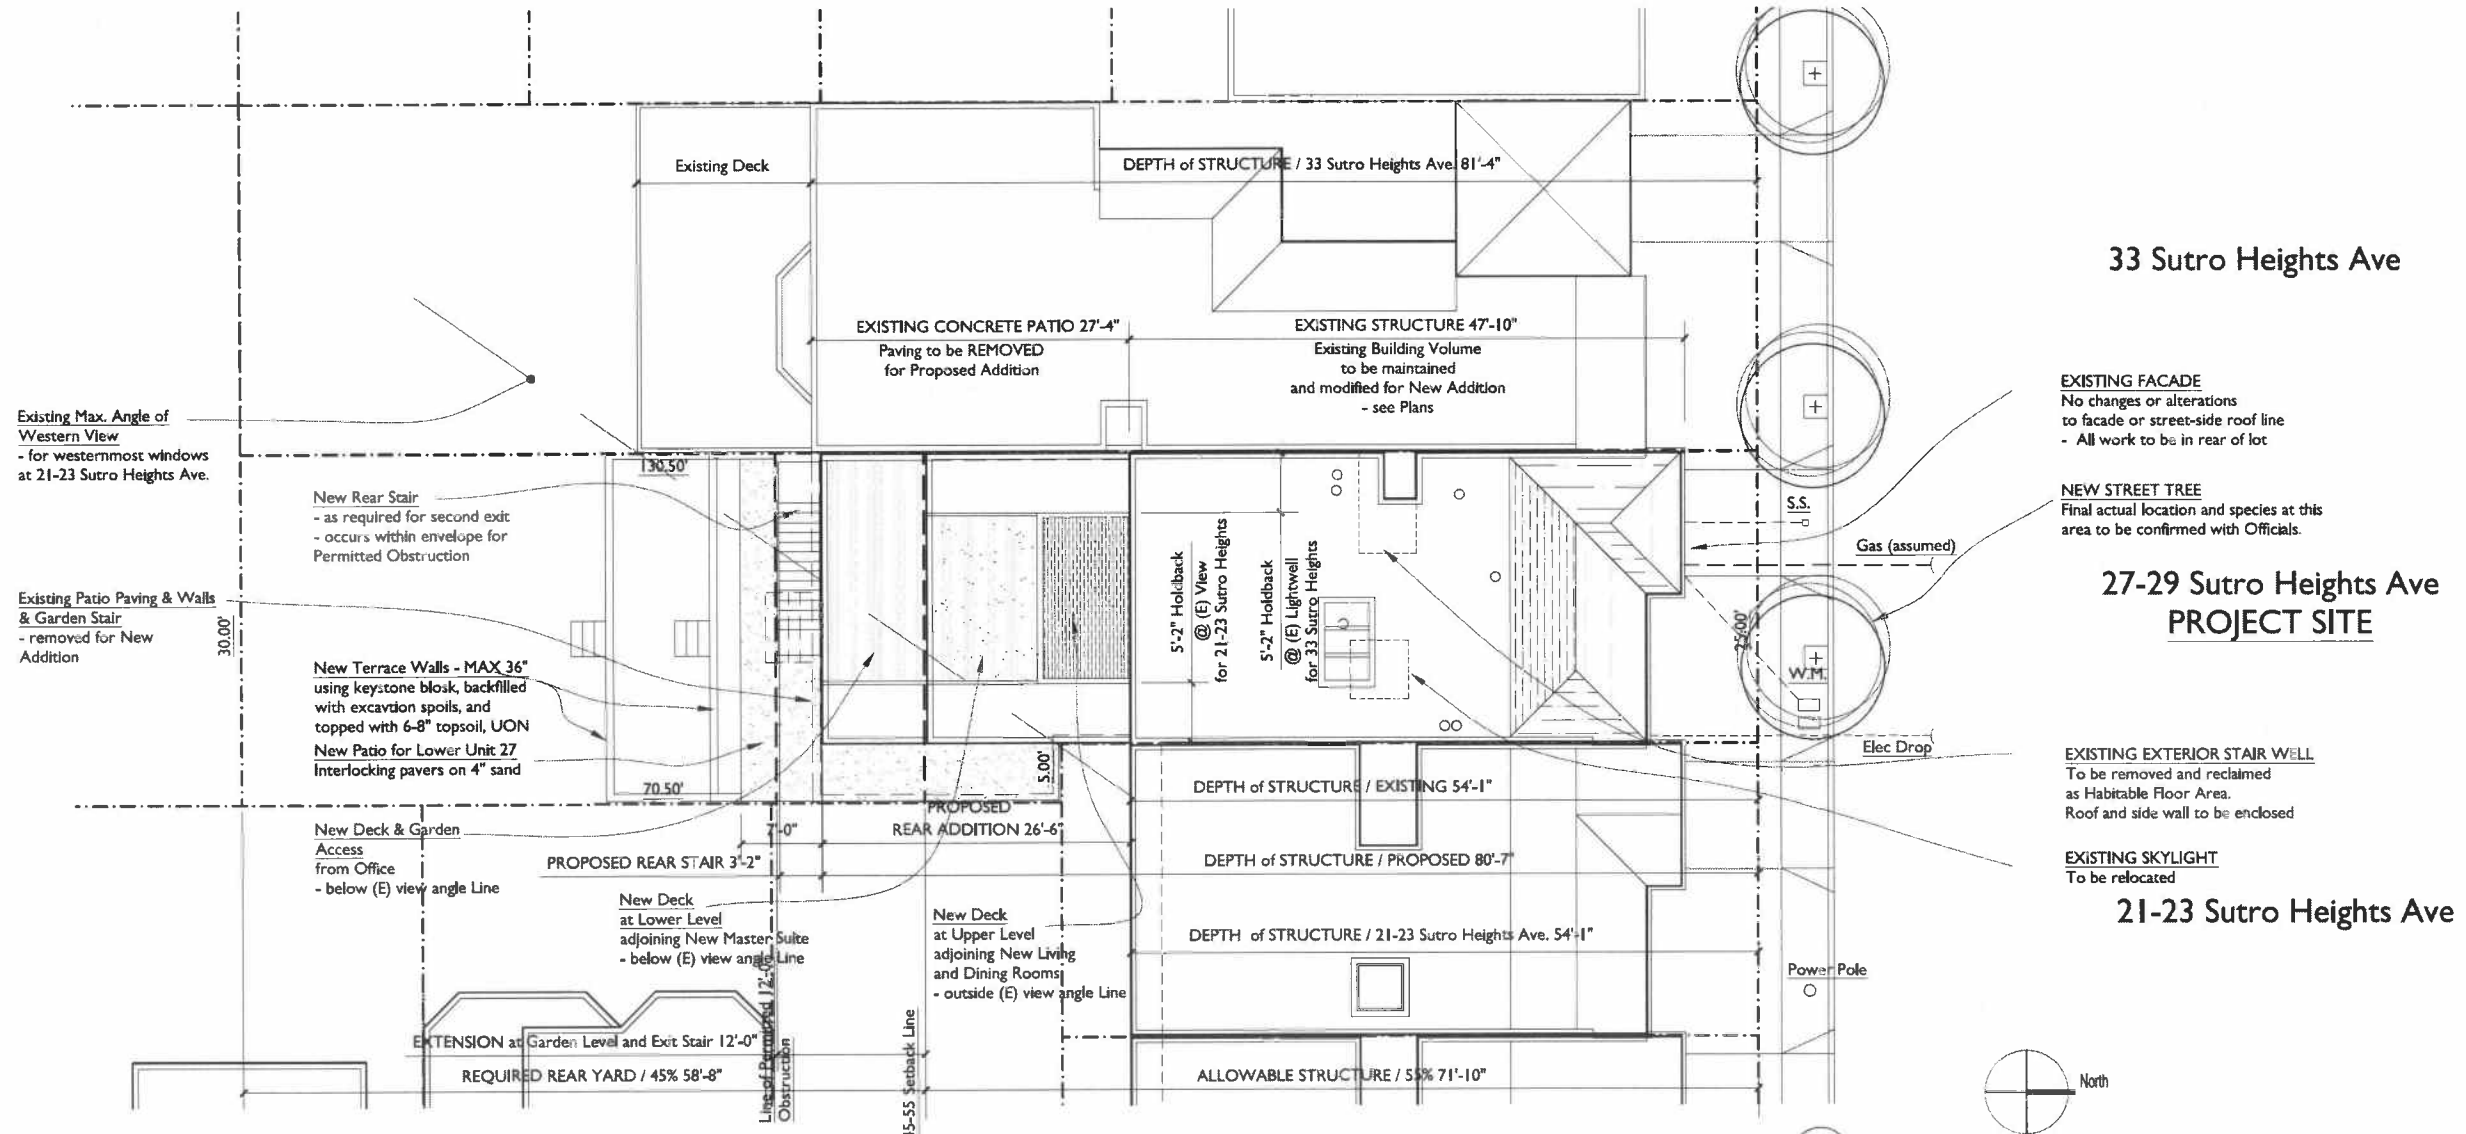 DEPTH of STRUCTURE / 33 Sutro Heights Ave. 81'-4"
Existing Deck
33 Sutro Heights Ave
EXISTING CONCRETE PATIO 27'-4"
Paving to be REMOVED
for Proposed Addition
EXISTING STRUCTURE 47'-10"
Existing Building Volume
to be maintained
and modified for New Addition
- see Plans
Existing Max. Angle of
Western View
- for westernmost windows
at 21-23 Sutro Heights Ave.
EXISTING FACADE
No changes or alterations
to facade or street-side roof line
- All work to be in rear of lot
130.50'
New Rear Stair
- as required for second exit
- occurs within envelope for
Permitted Obstruction
NEW STREET TREE
Final actual location and species at this
area to be confirmed with Officials.
S.S.
Gas (assumed)
5'-2" Holdback
@ (E) View
for 21-23 Sutro Heights
5'-2" Holdback
@ (E) Lightwell
for 33 Sutro Heights
27-29 Sutro Heights Ave
PROJECT SITE
Existing Patio Paving & Walls
& Garden Stair
- removed for New
Addition
30.00'
25.00'
W.M.
New Terrace Walls - MAX 36"
using keystone blosk, backfilled
with excavtion spoils, and
topped with 6-8" topsoil, UON
New Patio for Lower Unit 27
Interlocking pavers on 4" sand
Elec Drop
EXISTING EXTERIOR STAIR WELL
To be removed and reclaimed
as Habitable Floor Area.
Roof and side wall to be enclosed
70.50'
5.00'
DEPTH of STRUCTURE / EXISTING 54'-1"
PROPOSED
REAR ADDITION 26'-6"
7'-0"
New Deck & Garden
Access
from Office
- below (E) view angle Line
PROPOSED REAR STAIR 3'-2"
DEPTH of STRUCTURE / PROPOSED 80'-7"
EXISTING SKYLIGHT
To be relocated
21-23 Sutro Heights Ave
New Deck
at Lower Level
adjoining New Master Suite
- below (E) view angle Line
New Deck
at Upper Level
adjoining New Living
and Dining Rooms
- outside (E) view angle Line
DEPTH of STRUCTURE / 21-23 Sutro Heights Ave. 54'-1"
Power Pole
Line of Permitted 12'-0"
Obstruction
45-55 Setback Line
EXTENSION at Garden Level and Exit Stair 12'-0"
REQUIRED REAR YARD / 45% 58'-8"
ALLOWABLE STRUCTURE / 55% 71'-10"
North